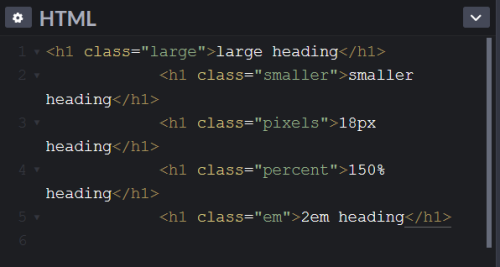 HTML
1 <h1 class="large">large heading</h1>
2 <h1 class="smaller">smaller
heading</h1>
3 <h1 class="pixels">18px
heading</h1>
4 <h1 class="percent">150%
heading</h1>
5 <h1 class="em">2em heading</h1>
6